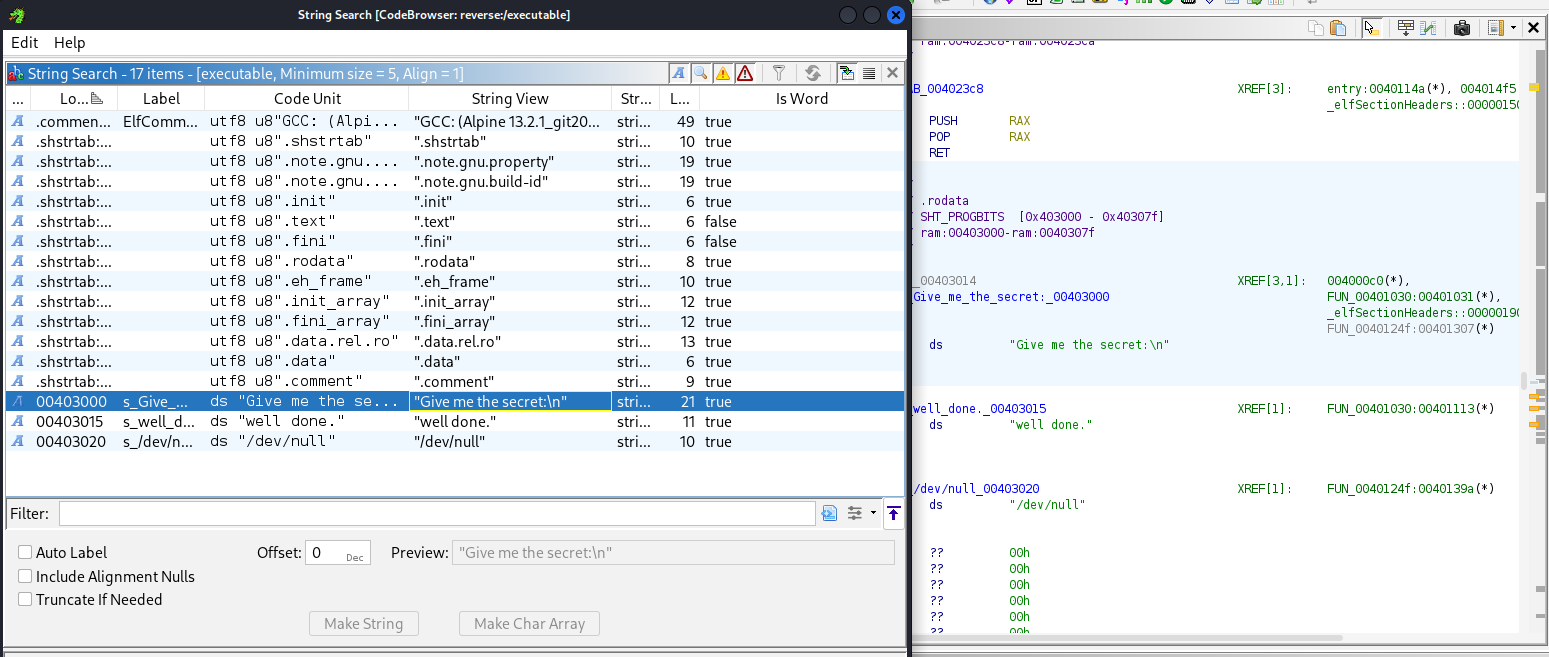 String Search [CodeBrowser: reverse:/executable]
Edit Help
String Search - 17 items - [executable, Minimum size = 5, Align = 1]
... Lo... Label Code Unit String View Str... L... Is Word
.commen... ElfComm... utf8 u8"GCC: (Alpi... "GCC: (Alpine 13.2.1_git20... stri... 49 true
.shstrtab:... utf8 u8".shstrtab" ".shstrtab" stri... 10 true
.shstrtab:... utf8 u8".note.gnu.... ".note.gnu.property" stri... 19 true
.shstrtab:... utf8 u8".note.gnu.... ".note.gnu.build-id" stri... 19 true
.shstrtab:... utf8 u8".init" ".init" stri... 6 true
.shstrtab:... utf8 u8".text" ".text" stri... 6 false
.shstrtab:... utf8 u8".fini" ".fini" stri... 6 false
.shstrtab:... utf8 u8".rodata" ".rodata" stri... 8 true
.shstrtab:... utf8 u8".eh_frame" ".eh_frame" stri... 10 true
.shstrtab:... utf8 u8".init_array" ".init_array" stri... 12 true
.shstrtab:... utf8 u8".fini_array" ".fini_array" stri... 12 true
.shstrtab:... utf8 u8".data.rel.ro" ".data.rel.ro" stri... 13 true
.shstrtab:... utf8 u8".data" ".data" stri... 6 true
.shstrtab:... utf8 u8".comment" ".comment" stri... 9 true
00403000 s_Give_... ds "Give me the se... "Give me the secret:\n" stri... 21 true
00403015 s_well_d... ds "well done." "well done." stri... 11 true
00403020 s_/dev/n... ds "/dev/null" "/dev/null" stri... 10 true
Filter:
Auto Label Offset: 0 Dec Preview: "Give me the secret:\n"
Include Alignment Nulls
Truncate If Needed
Make String Make Char Array
ram:004023c8-ram:004023ca
AB_004023c8 XREF[3]: entry:0040114a(*), 004014f5
_elfSectionHeaders::00000150
PUSH RAX
POP RAX
RET
.rodata
SHT_PROGBITS [0x403000 - 0x40307f]
ram:00403000-ram:0040307f
_00403014 XREF[3,1]: 004000c0(*),
_Give_me_the_secret:_00403000 FUN_00401030:00401031(*),
_elfSectionHeaders::00000190
FUN_0040124f:00401307(*)
ds "Give me the secret:\n"
_well_done._00403015 XREF[1]: FUN_00401030:00401113(*)
ds "well done."
_/dev/null_00403020 XREF[1]: FUN_0040124f:0040139a(*)
ds "/dev/null"
?? 00h
?? 00h
?? 00h
?? 00h
?? 00h
?? 00h